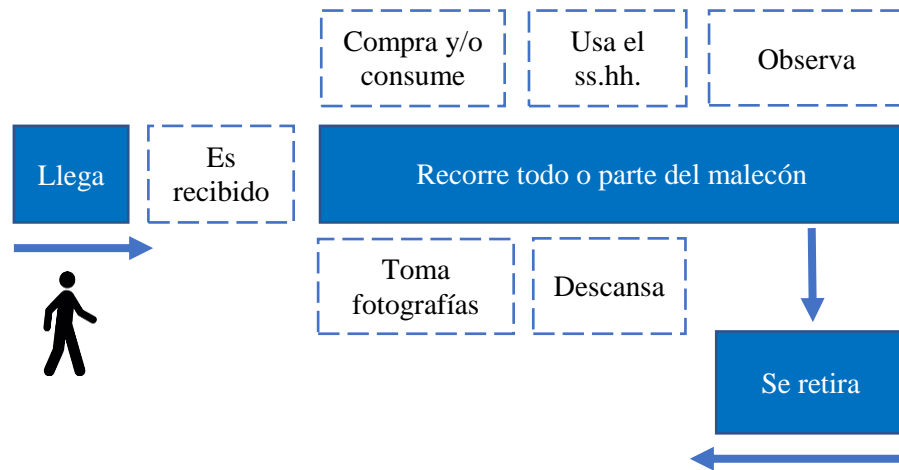 Compra y/o
consume
Usa el
ss.hh.
Observa
Llega
Es
recibido
Recorre todo o parte del malecón
Toma
fotografías
Descansa
Se retira